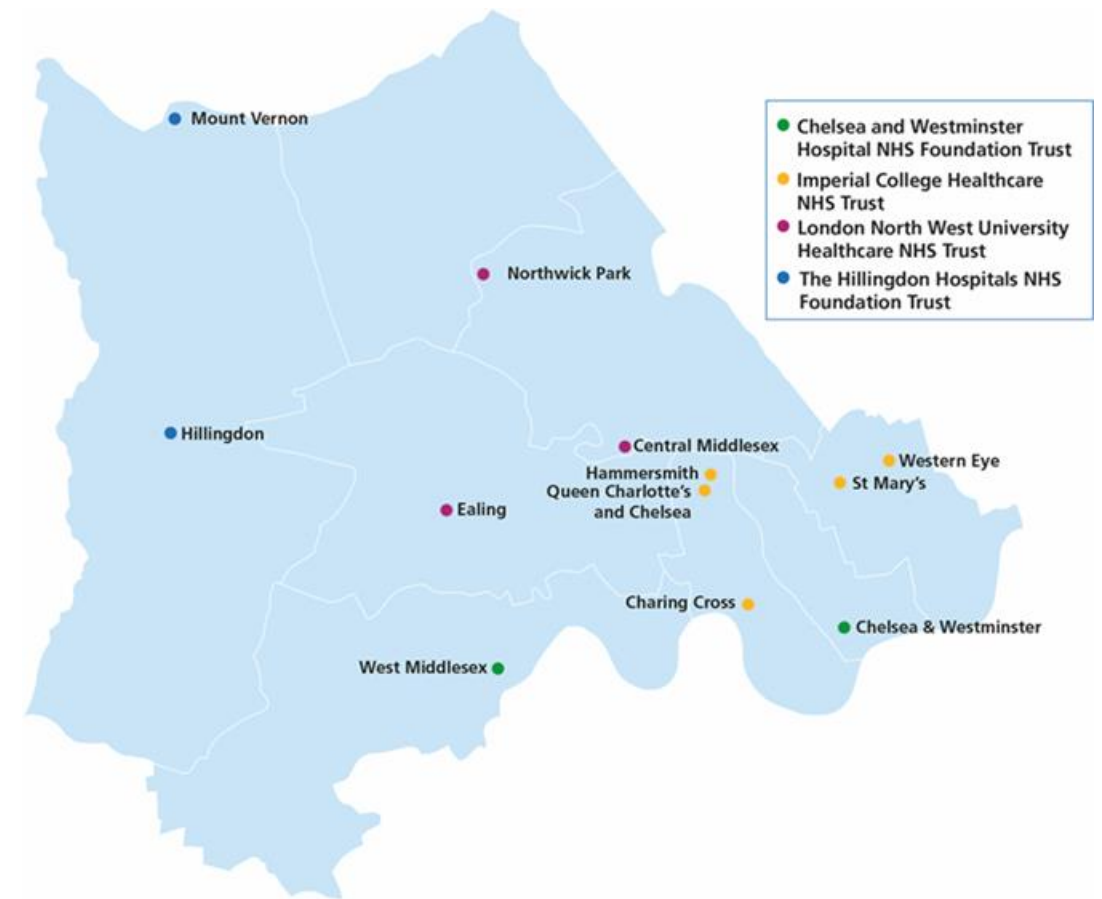 Mount Vernon
Chelsea and Westminster
Hospital NHS Foundation Trust
Imperial College Healthcare
NHS Trust
London North West University
Healthcare NHS Trust
The Hillingdon Hospitals NHS
Foundation Trust
Northwick Park
Hillingdon
Central Middlesex
Western Eye
Hammersmith
St Mary’s
Queen Charlotte’s
and Chelsea
Ealing
Charing Cross
Chelsea & Westminster
West Middlesex